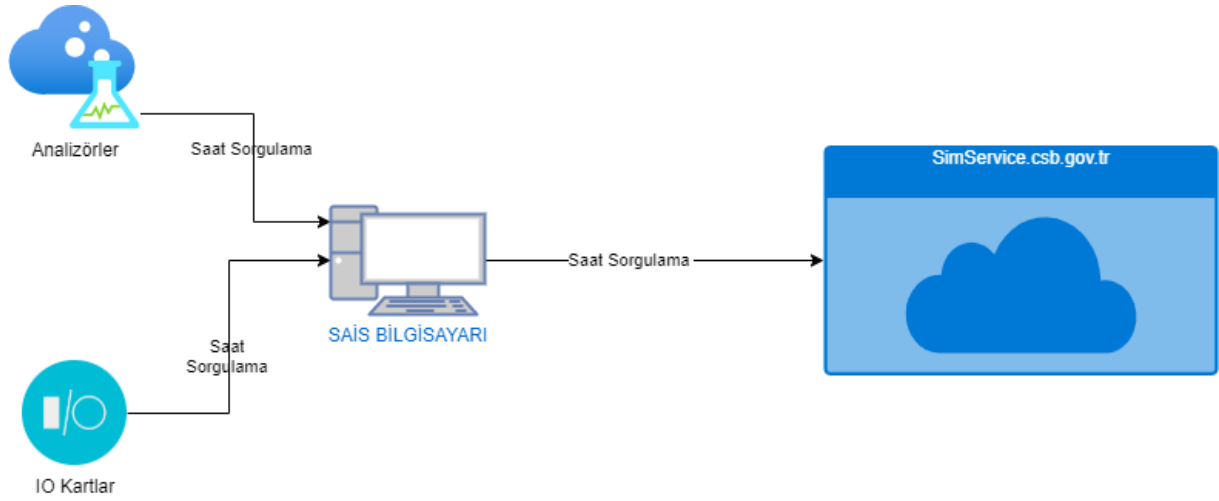 Analizörler
Saat Sorgulama
SimService.csb.gov.tr
Saat Sorgulama
SAİS BİLGİSAYARI
Saat
Sorgulama
I/O
IO Kartlar